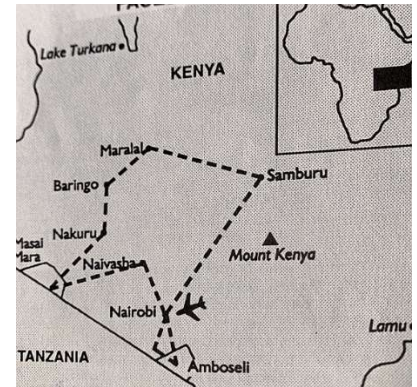 Lake Turkana
KENYA
Maralal
Samburu
Baringo
Nakuru
Mount Kenya
Masai
Mara
Naivasha
Nairobi
Lamu
TANZANIA
Amboseli